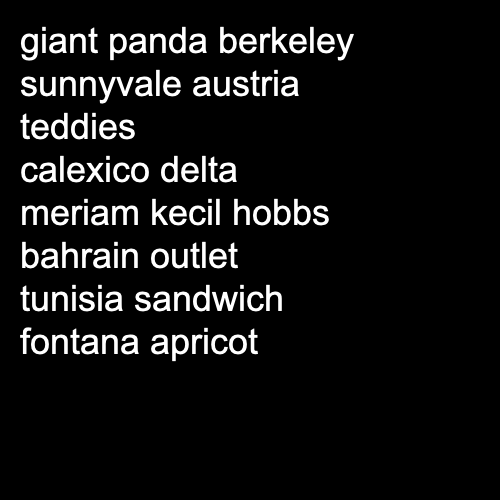 giant panda berkeley
sunnyvale austria
teddies
calexico delta
meriam kecil hobbs
bahrain outlet
tunisia sandwich
fontana apricot